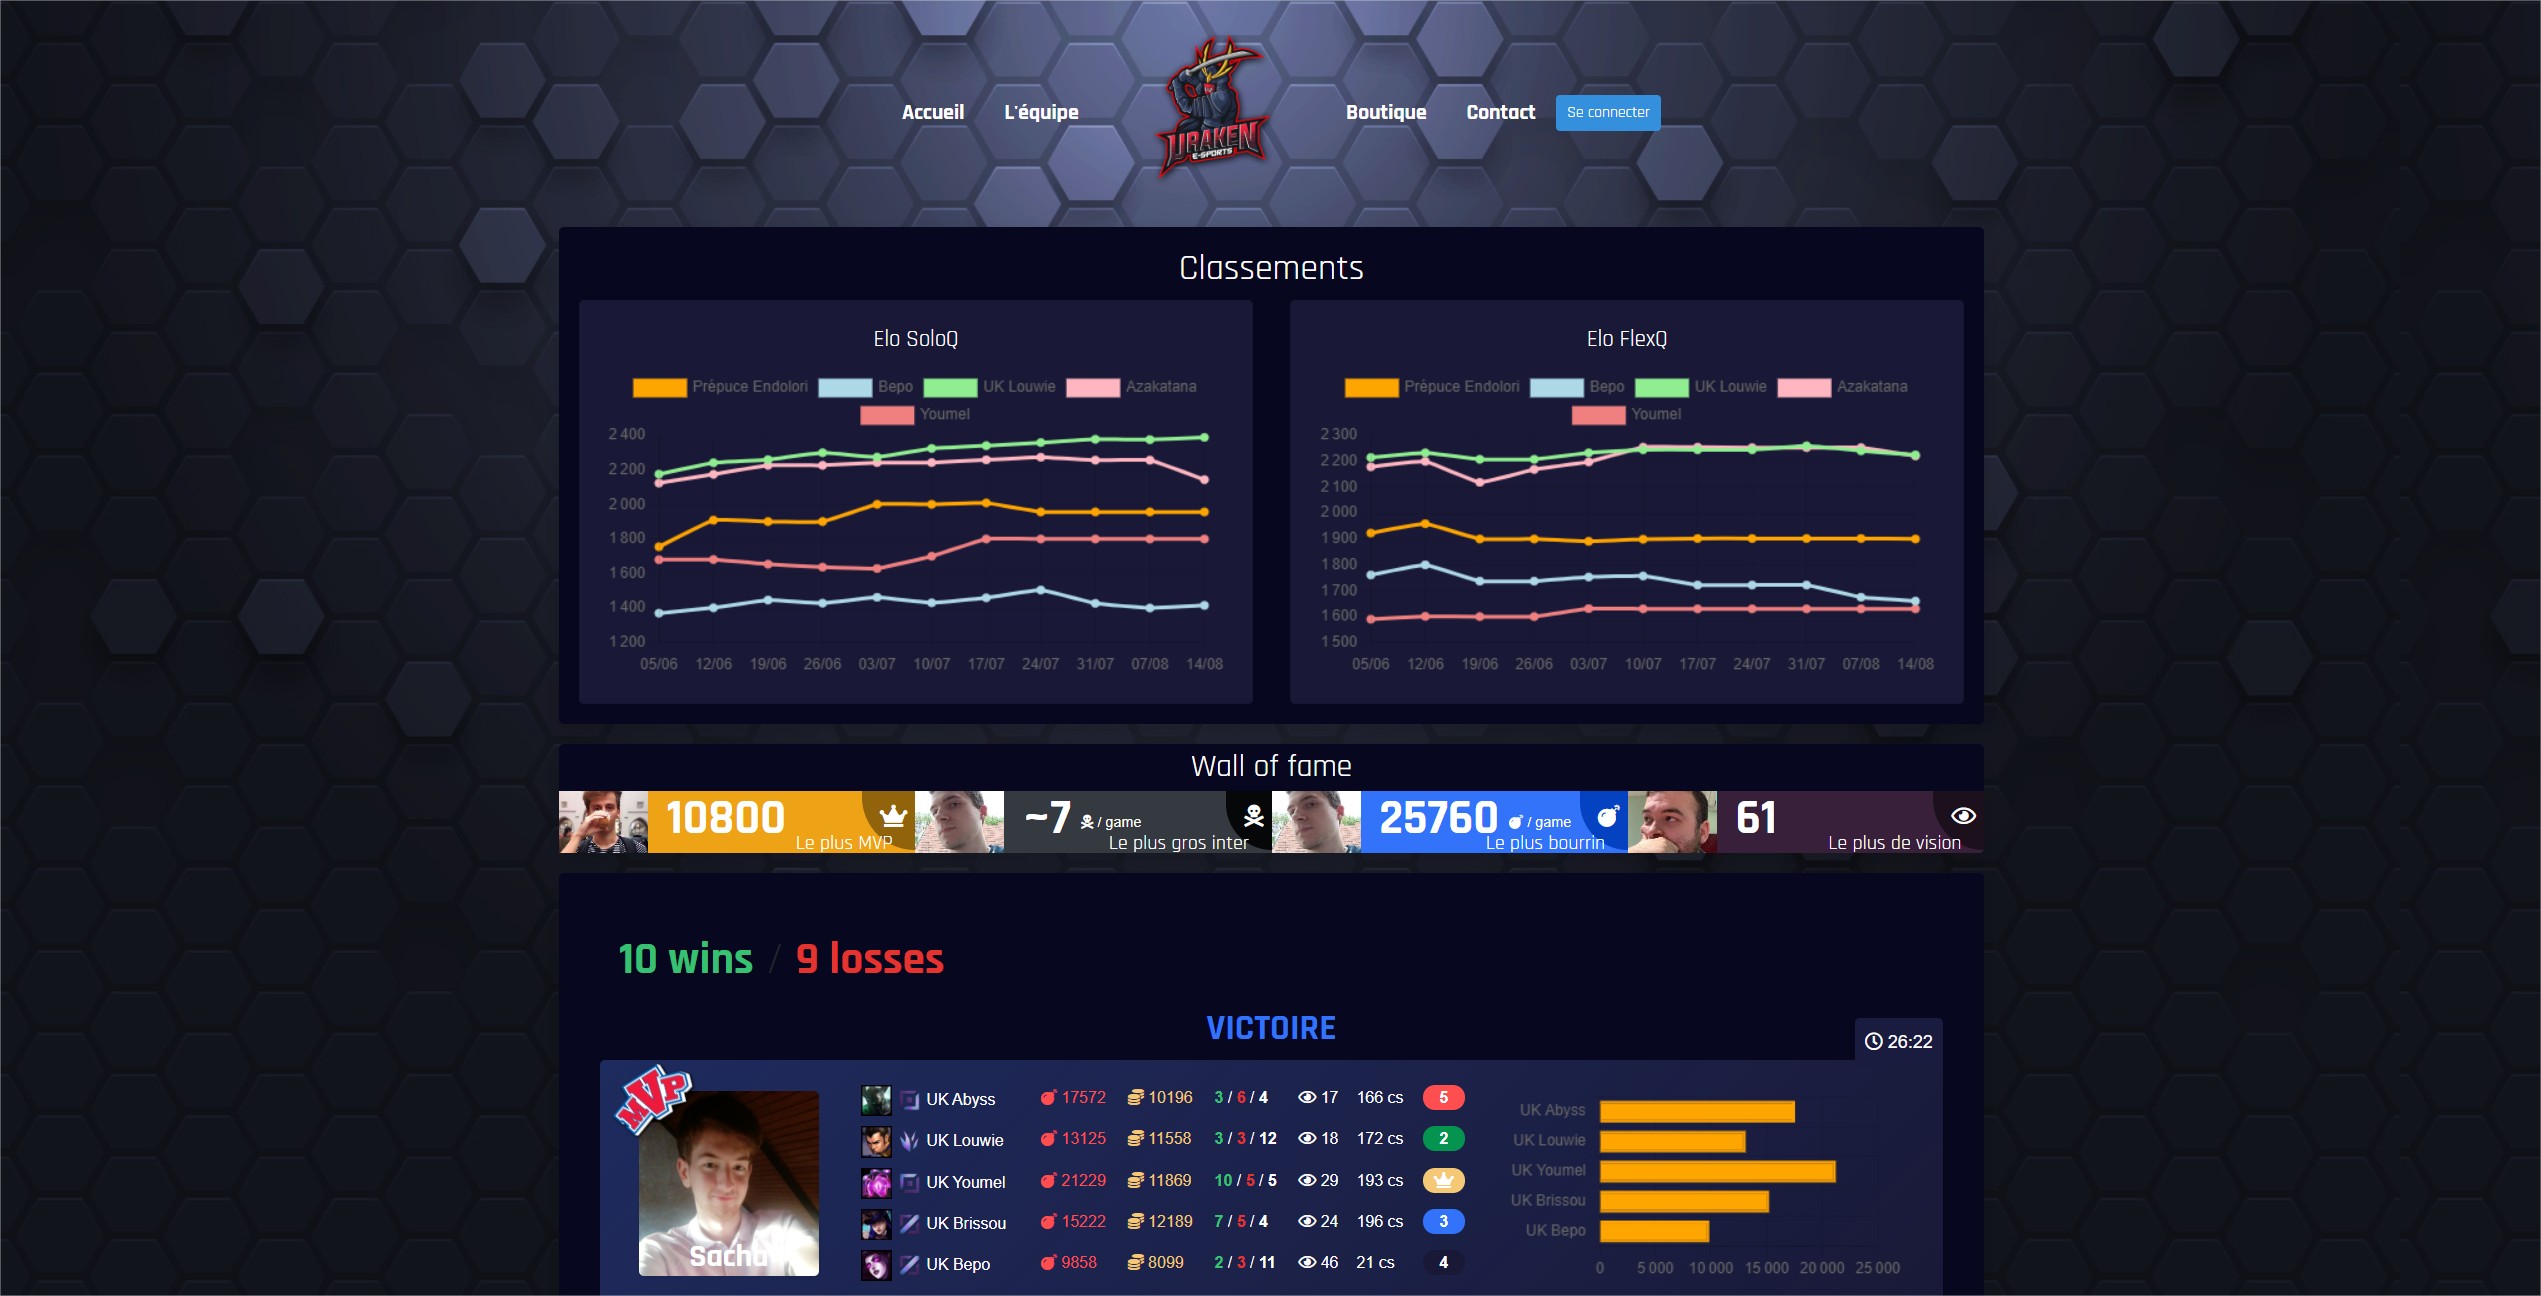 Accueil L'équipe Boutique Contact Se connecter
URAKEN
E-SPORTS
Classements
Elo SoloQ
Prépuce Endolori Bepo UK Louwie Azakatana
Youmel
2 400
2 200
2 000
1 800
1 600
1 400
1 200
05/06 12/06 19/06 26/06 03/07 10/07 17/07 24/07 31/07 07/08 14/08
Elo FlexQ
Prépuce Endolori Bepo UK Louwie Azakatana
Youmel
2 300
2 200
2 100
2 000
1 900
1 800
1 700
1 600
1 500
05/06 12/06 19/06 26/06 03/07 10/07 17/07 24/07 31/07 07/08 14/08
Wall of fame
10800
Le plus MVP
~7 / game
Le plus gros inter
25760 / game
Le plus bourrin
61
Le plus de vision
10 wins / 9 losses
VICTOIRE
26:22
MVP
Sacha
UK Abyss 17572 10196 3 / 6 / 4 17 166 cs 5
UK Louwie 13125 11558 3 / 3 / 12 18 172 cs 2
UK Youmel 21229 11869 10 / 5 / 5 29 193 cs
UK Brissou 15222 12189 7 / 5 / 4 24 196 cs 3
UK Bepo 9858 8099 2 / 3 / 11 46 21 cs 4
UK Abyss
UK Louwie
UK Youmel
UK Brissou
UK Bepo
0 5 000 10 000 15 000 20 000 25 000